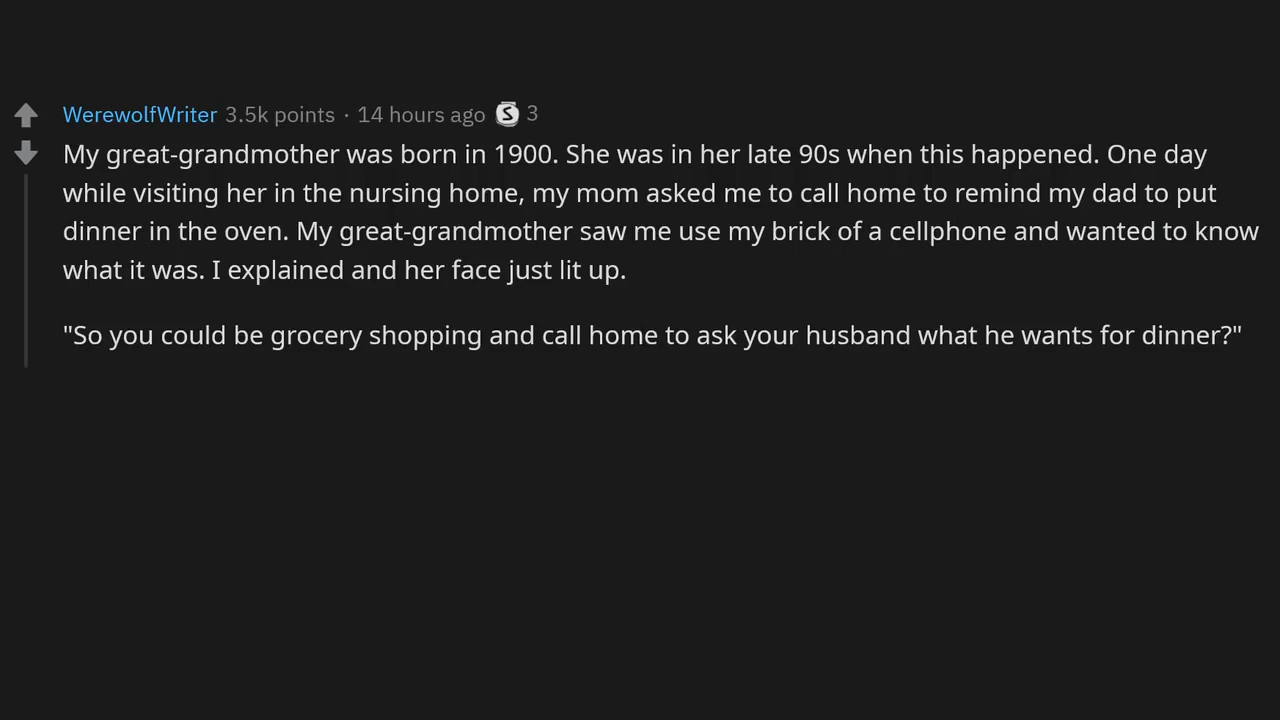 WerewolfWriter 3.5k points · 14 hours ago S 3
My great-grandmother was born in 1900. She was in her late 90s when this happened. One day
while visiting her in the nursing home, my mom asked me to call home to remind my dad to put
dinner in the oven. My great-grandmother saw me use my brick of a cellphone and wanted to know
what it was. I explained and her face just lit up.
"So you could be grocery shopping and call home to ask your husband what he wants for dinner?"